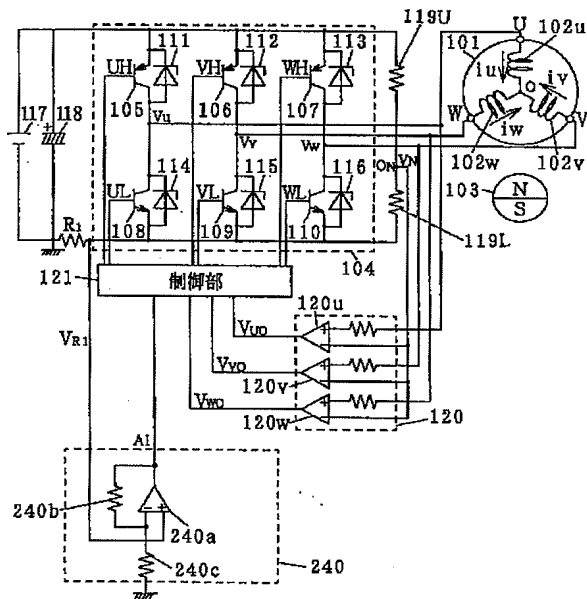 119U
U
102u
101
111
112
113
UH
VH
WH
iu
iv
O
105
106
107
W
V
117
+
118
Vu
Vv
Vw
iw
102w
102v
114
115
116
ON
VN
UL
VL
WL
103
N
S
R1
108
109
110
119L
104
121
制御部
120u
VUO
VR1
VVO
120v
VWO
120w
120
AI
240b
240a
240c
240